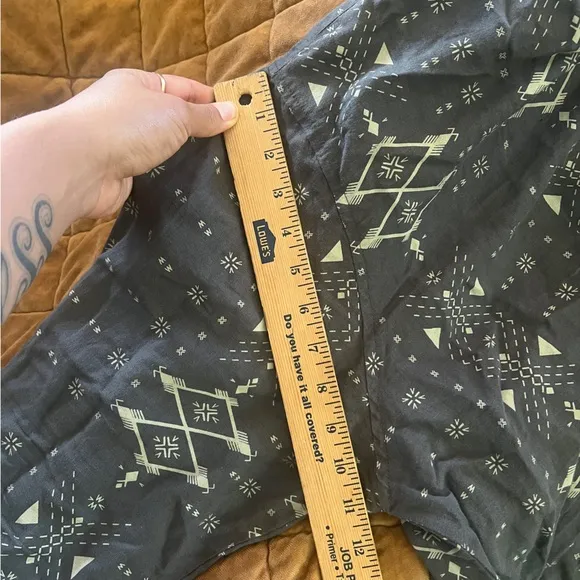 1 2 3 4 5 6 7 8 9 10 11 12
LOWE'S
Do you have it all covered?
JOB P
• Primer • T